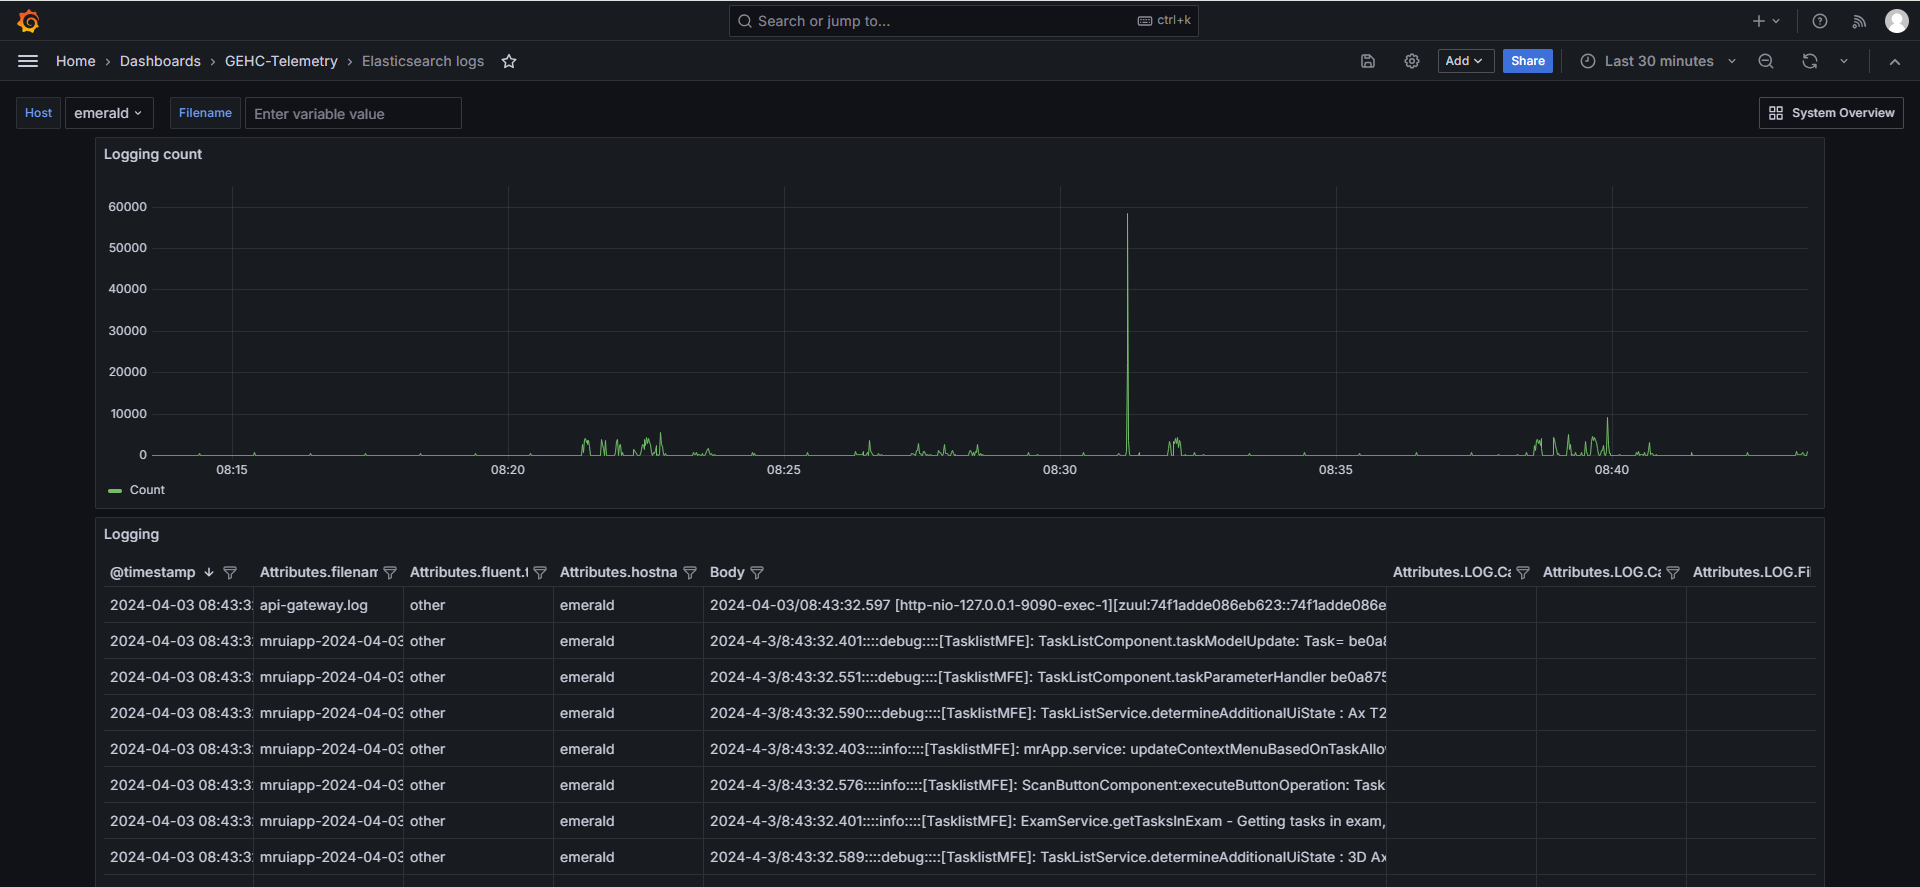 Search or jump to... ctrl+k
Home › Dashboards › GEHC-Telemetry › Elasticsearch logs
Add Share Last 30 minutes
Host emerald Filename Enter variable value System Overview
Logging count
60000
50000
40000
30000
20000
10000
0
08:15 08:20 08:25 08:30 08:35 08:40
Count
Logging
@timestamp Attributes.filenam Attributes.fluent.t Attributes.hostna Body Attributes.LOG.Ca Attributes.LOG.Ca Attributes.LOG.Fi
2024-04-03 08:43:32 api-gateway.log other emerald 2024-04-03/08:43:32.597 [http-nio-127.0.0.1-9090-exec-1][zuul:74f1adde086eb623::74f1adde086e
2024-04-03 08:43:32 mruiapp-2024-04-03 other emerald 2024-4-3/8:43:32.401::::debug::::[TasklistMFE]: TaskListComponent.taskModelUpdate: Task= be0a8
2024-04-03 08:43:32 mruiapp-2024-04-03 other emerald 2024-4-3/8:43:32.551::::debug::::[TasklistMFE]: TaskListComponent.taskParameterHandler be0a875
2024-04-03 08:43:32 mruiapp-2024-04-03 other emerald 2024-4-3/8:43:32.590::::debug::::[TasklistMFE]: TaskListService.determineAdditionalUiState : Ax T2
2024-04-03 08:43:32 mruiapp-2024-04-03 other emerald 2024-4-3/8:43:32.403::::info::::[TasklistMFE]: mrApp.service: updateContextMenuBasedOnTaskAllo
2024-04-03 08:43:32 mruiapp-2024-04-03 other emerald 2024-4-3/8:43:32.576::::info::::[TasklistMFE]: ScanButtonComponent:executeButtonOperation: Task
2024-04-03 08:43:32 mruiapp-2024-04-03 other emerald 2024-4-3/8:43:32.401::::info::::[TasklistMFE]: ExamService.getTasksInExam - Getting tasks in exam,
2024-04-03 08:43:32 mruiapp-2024-04-03 other emerald 2024-4-3/8:43:32.589::::debug::::[TasklistMFE]: TaskListService.determineAdditionalUiState : 3D Ax